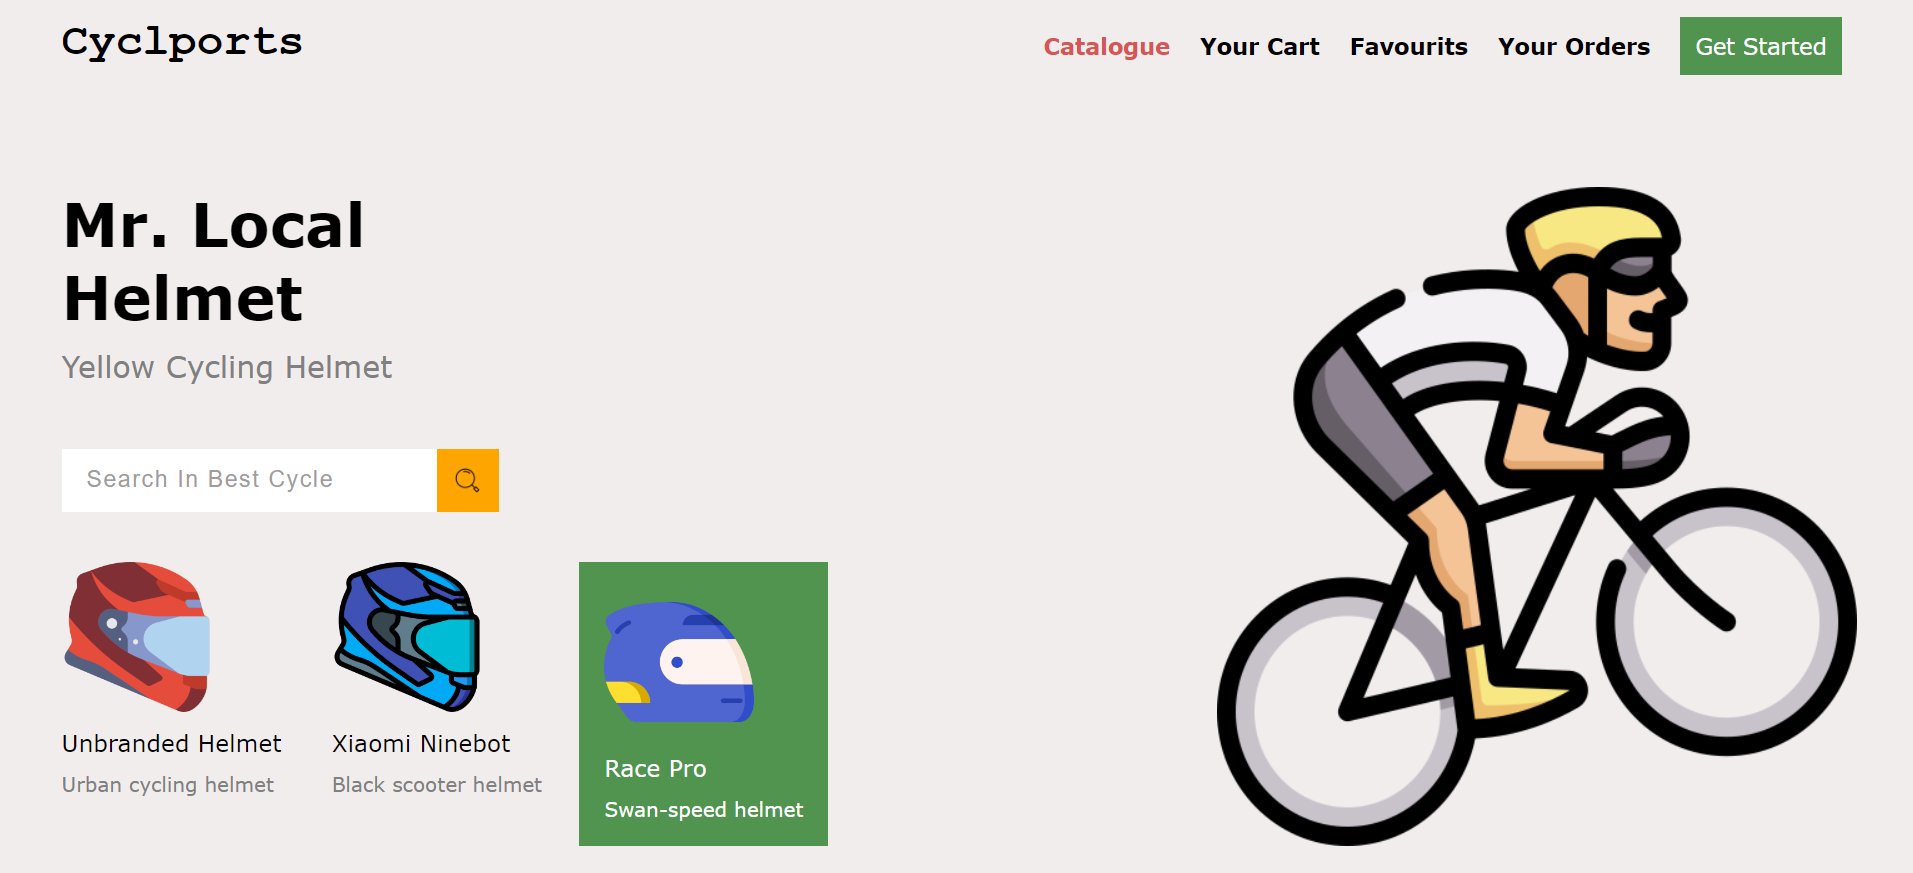 Cyclports
Catalogue Your Cart Favourits Your Orders Get Started
Mr. Local
Helmet
Yellow Cycling Helmet
Search In Best Cycle
Unbranded Helmet
Urban cycling helmet
Xiaomi Ninebot
Black scooter helmet
Race Pro
Swan-speed helmet